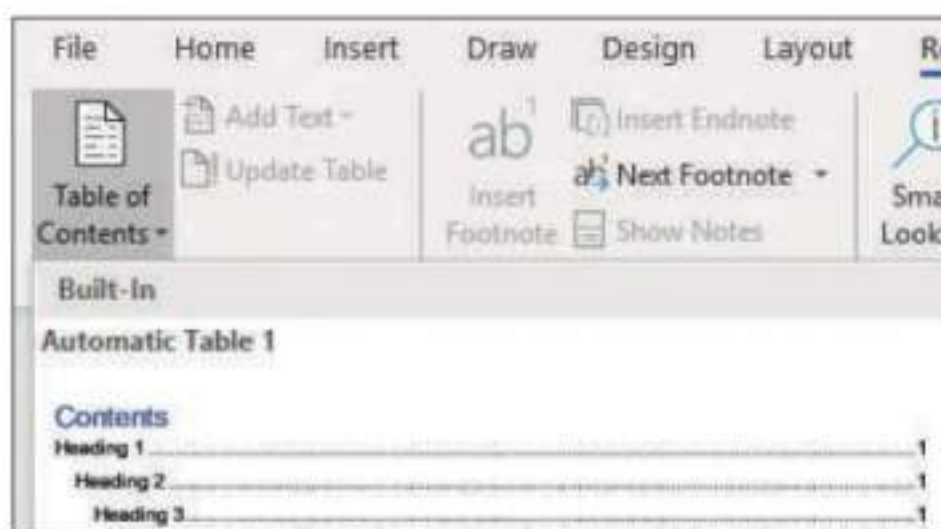 File Home Insert Draw Design Layout
Table of Contents
Add Text
Update Table
ab1
Insert Footnote
Insert Endnote
Next Footnote
Show Notes
Built-In
Automatic Table 1
Contents
Heading 1 1
Heading 2 1
Heading 3 1